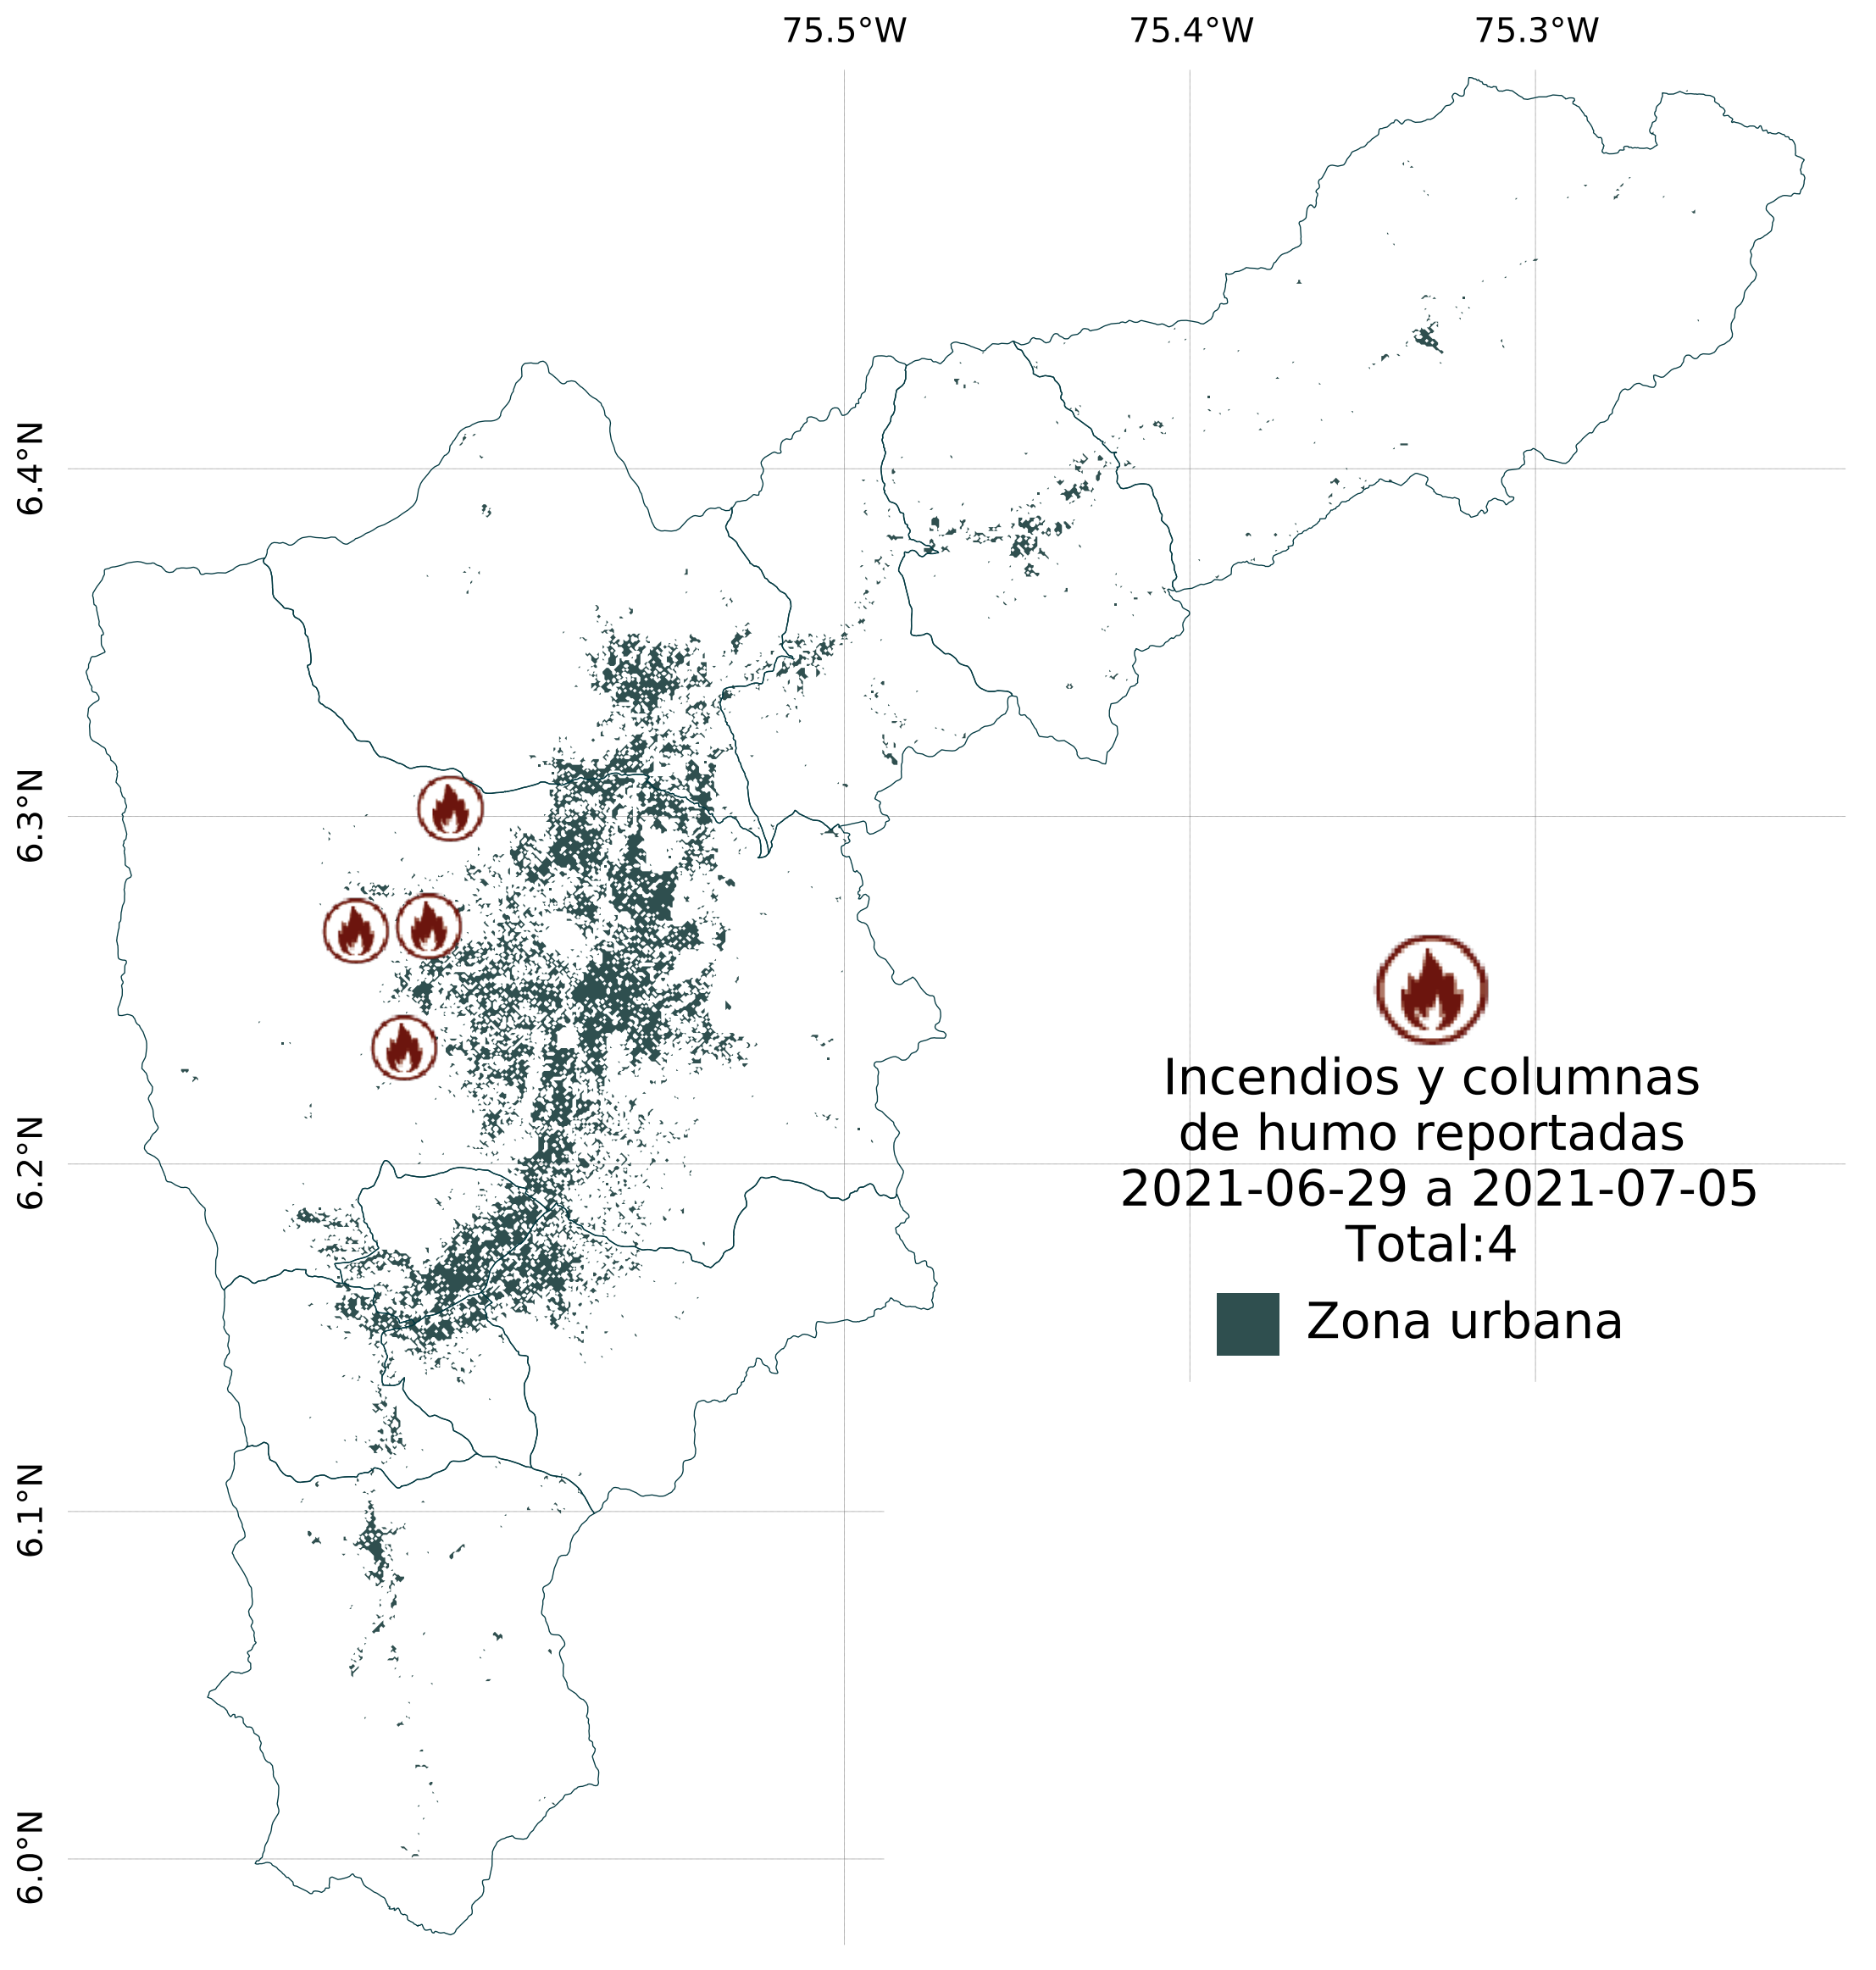 75.5°W 75.4°W 75.3°W
6.4°N
6.3°N
6.2°N
6.1°N
6.0°N
Incendios y columnas
de humo reportadas
2021-06-29 a 2021-07-05
Total:4
Zona urbana